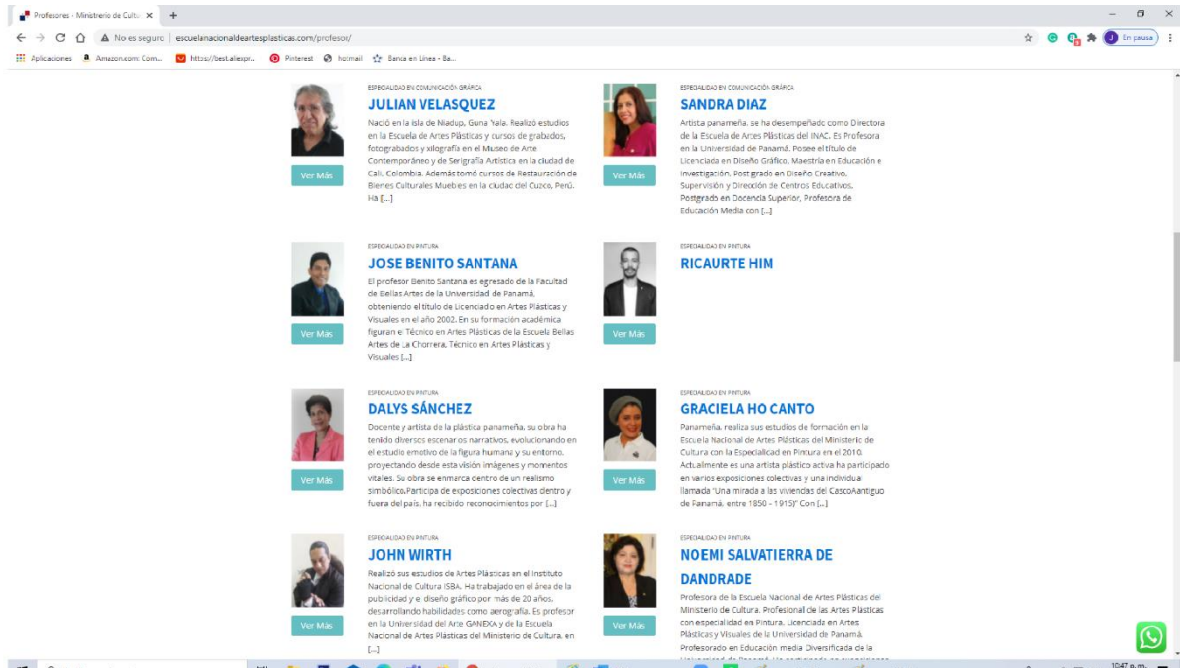 Profesores - Ministrerio de Cultu
No es seguro | escuelanacionaldeartesplasticas.com/profesor/
En pausa
Aplicaciones Amazon.com: Com... https://best.aliexpr... Pinterest hotmail Banca en Línea - Ba...
ESPECIALIDAD EN COMUNICACIÓN GRÁFICA
JULIAN VELASQUEZ
Nació en la isla de Niadup, Guna Yala. Realizó estudios
en la Escuela de Artes Plásticas y cursos de grabados,
fotograbados y xilografía en el Museo de Arte
Contemporáneo y de Serigrafía Artística en la ciudad de
Cali, Colombia. Además tomó cursos de Restauración de
Bienes Culturales Muebles en la ciudad del Cuzco, Perú.
Ha [...]
Ver Más
ESPECIALIDAD EN COMUNICACIÓN GRÁFICA
SANDRA DIAZ
Artista panameña, se ha desempeñado como Directora
de la Escuela de Artes Plásticas del INAC. Es Profesora
en la Universidad de Panamá. Posee el título de
Licenciada en Diseño Gráfico, Maestría en Educación e
Investigación, Post grado en Diseño Creativo,
Supervisión y Dirección de Centros Educativos,
Postgrado en Docencia Superior, Profesora de
Educación Media con [...]
Ver Más
ESPECIALIDAD EN PINTURA
JOSE BENITO SANTANA
El profesor Benito Santana es egresado de la Facultad
de Bellas Artes de la Universidad de Panamá,
obteniendo el título de Licenciado en Artes Plásticas y
Visuales en el año 2002. En su formación académica
figuran el Técnico en Artes Plásticas de la Escuela Bellas
Artes de La Chorrera, Técnico en Artes Plásticas y
Visuales [...]
Ver Más
ESPECIALIDAD EN PINTURA
RICAURTE HIM
Ver Más
ESPECIALIDAD EN PINTURA
DALYS SÁNCHEZ
Docente y artista de la plástica panameña, su obra ha
tenido diversos escenarios narrativos, evolucionando en
el estudio emotivo de la figura humana y su entorno,
proyectando desde esta visión imágenes y momentos
vitales. Su obra se enmarca dentro de un realismo
simbólico.Participa de exposiciones colectivas dentro y
fuera del país, ha recibido reconocimientos por [...]
Ver Más
ESPECIALIDAD EN PINTURA
GRACIELA HO CANTO
Panameña, realiza sus estudios de formación en la
Escuela Nacional de Artes Plásticas del Ministerio de
Cultura con la Especialidad en Pintura en el 2010.
Actualmente es una artista plástico activa ha participado
en varios exposiciones colectivas y una individual
llamada "Una mirada a las viviendas del CascoAantiguo
de Panamá, entre 1850 – 1915)" Con [...]
Ver Más
ESPECIALIDAD EN PINTURA
JOHN WIRTH
Realizó sus estudios de Artes Plásticas en el Instituto
Nacional de Cultura ISBA. Ha trabajado en el área de la
publicidad y el diseño gráfico por más de 20 años,
desarrollando habilidades como aerografía. Es profesor
en la Universidad del Arte GANEXA y de la Escuela
Nacional de Artes Plásticas del Ministerio de Cultura, en
[...]
Ver Más
ESPECIALIDAD EN PINTURA
NOEMI SALVATIERRA DE
DANDRADE
Profesora de la Escuela Nacional de Artes Plásticas del
Ministerio de Cultura. Profesional de las Artes Plásticas
con especialidad en Pintura, Licenciada en Artes
Plásticas y Visuales de la Universidad de Panamá.
Profesorado en Educación media Diversificada de la
Ver Más
10:47 p. m.